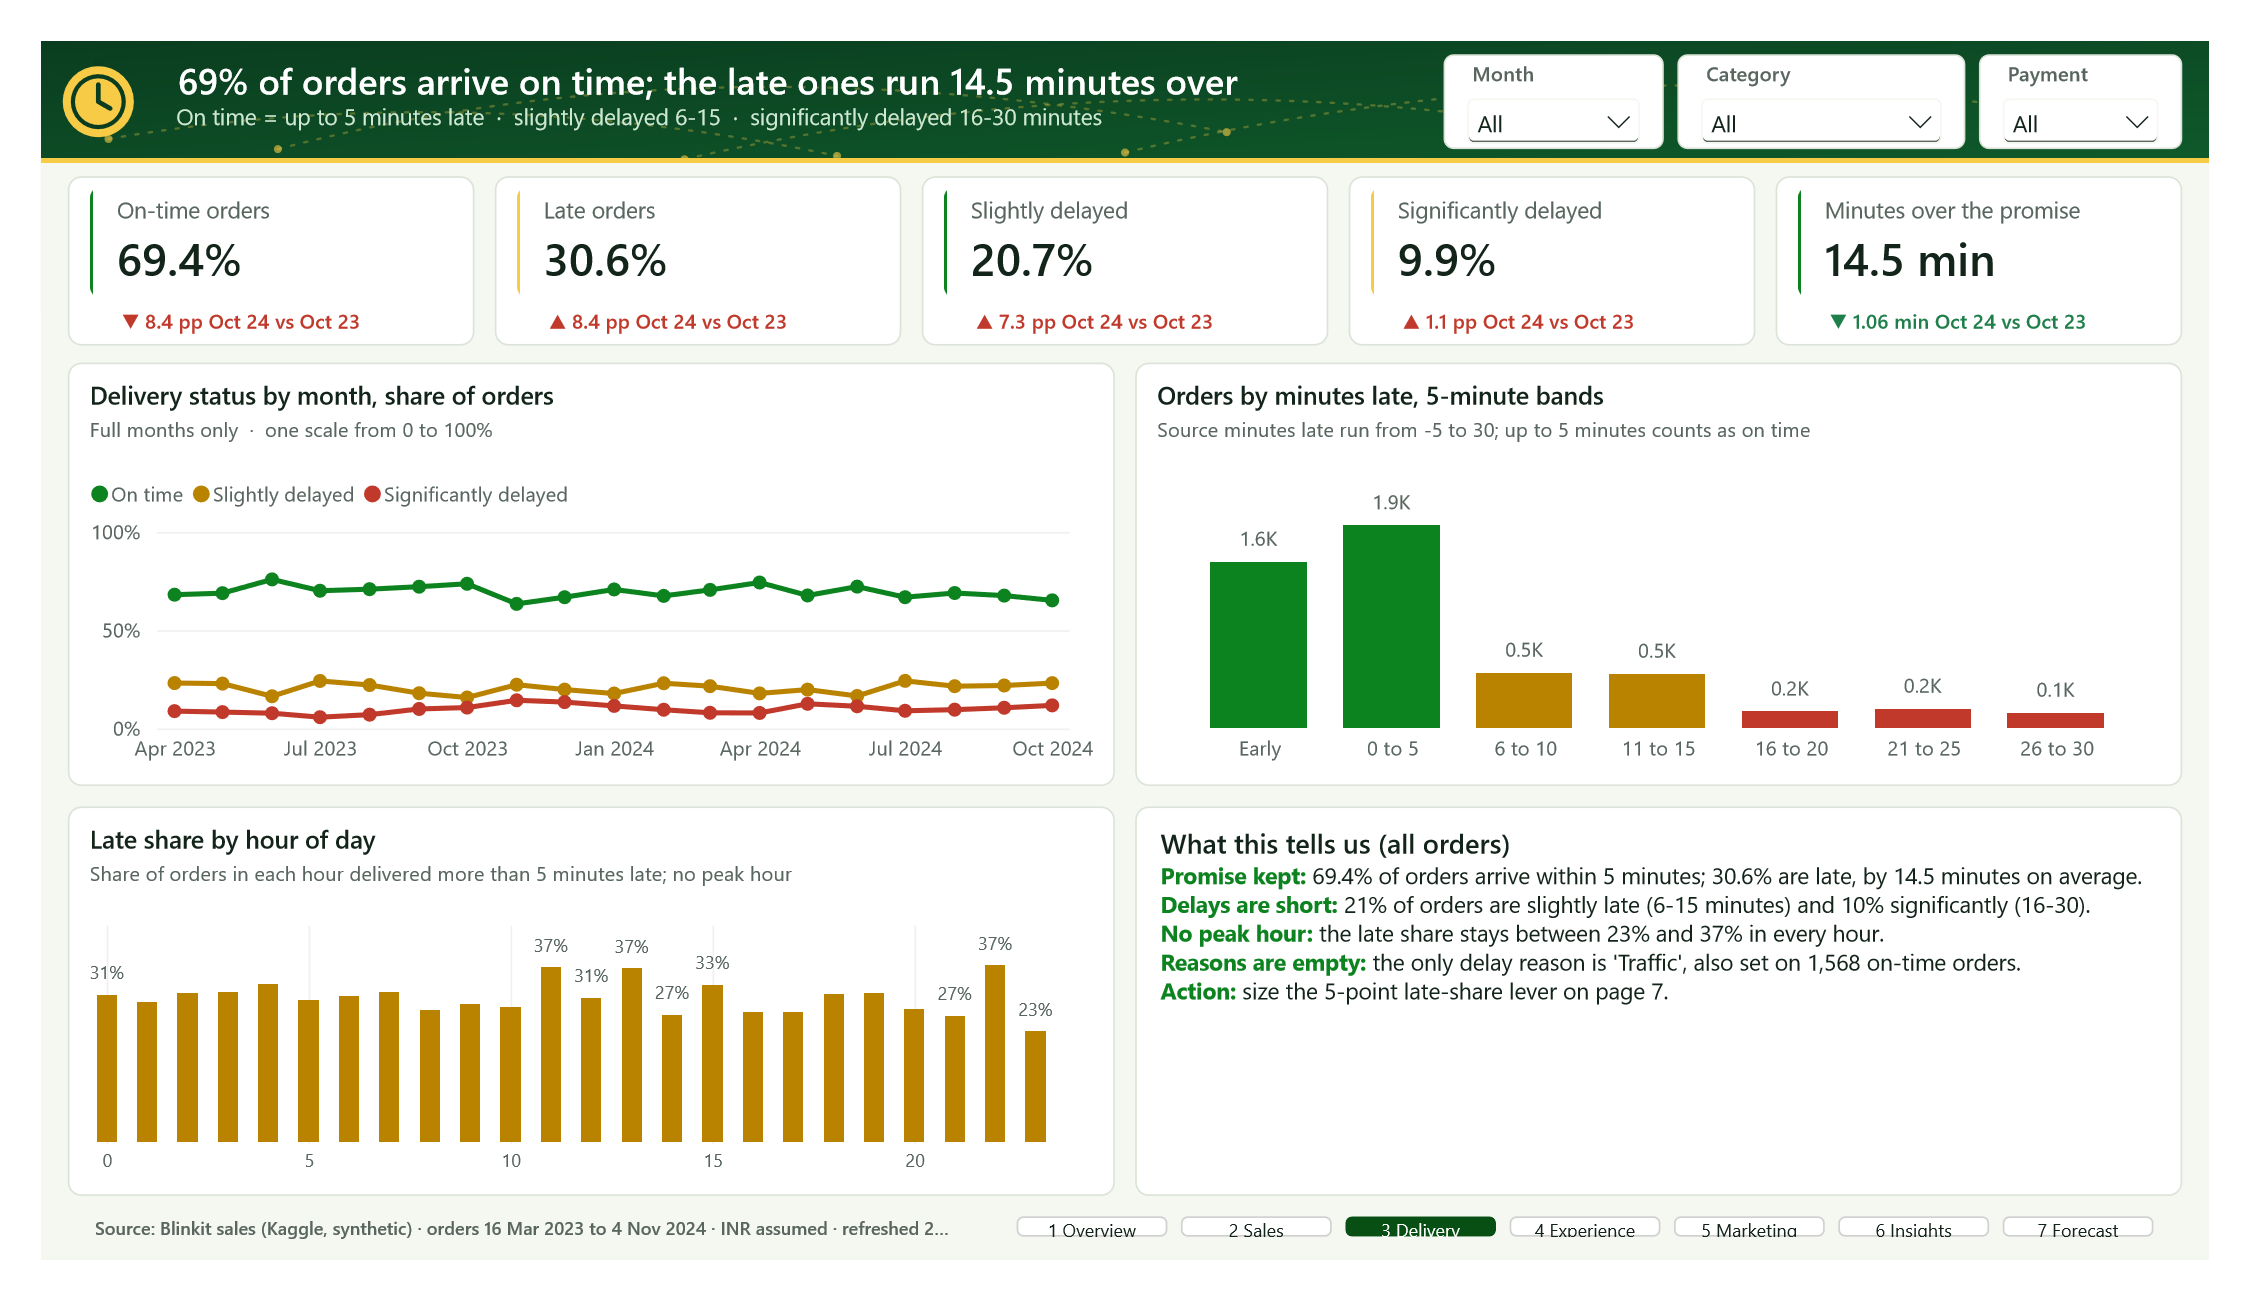 69% of orders arrive on time; the late ones run 14.5 minutes over
On time = up to 5 minutes late · slightly delayed 6-15 · significantly delayed 16-30 minutes
Month
All
Category
All
Payment
All
On-time orders
69.4%
▼ 8.4 pp Oct 24 vs Oct 23
Late orders
30.6%
▲ 8.4 pp Oct 24 vs Oct 23
Slightly delayed
20.7%
▲ 7.3 pp Oct 24 vs Oct 23
Significantly delayed
9.9%
▲ 1.1 pp Oct 24 vs Oct 23
Minutes over the promise
14.5 min
▼ 1.06 min Oct 24 vs Oct 23
Delivery status by month, share of orders
Full months only · one scale from 0 to 100%
On time Slightly delayed Significantly delayed
100%
50%
0%
Apr 2023 Jul 2023 Oct 2023 Jan 2024 Apr 2024 Jul 2024 Oct 2024
Orders by minutes late, 5-minute bands
Source minutes late run from -5 to 30; up to 5 minutes counts as on time
1.6K 1.9K 0.5K 0.5K 0.2K 0.2K 0.1K
Early 0 to 5 6 to 10 11 to 15 16 to 20 21 to 25 26 to 30
Late share by hour of day
Share of orders in each hour delivered more than 5 minutes late; no peak hour
31% 37% 31% 37% 27% 33% 27% 37% 23%
0 5 10 15 20
What this tells us (all orders)
Promise kept: 69.4% of orders arrive within 5 minutes; 30.6% are late, by 14.5 minutes on average.
Delays are short: 21% of orders are slightly late (6-15 minutes) and 10% significantly (16-30).
No peak hour: the late share stays between 23% and 37% in every hour.
Reasons are empty: the only delay reason is 'Traffic', also set on 1,568 on-time orders.
Action: size the 5-point late-share lever on page 7.
Source: Blinkit sales (Kaggle, synthetic) · orders 16 Mar 2023 to 4 Nov 2024 · INR assumed · refreshed 2...
1 Overview 2 Sales 3 Delivery 4 Experience 5 Marketing 6 Insights 7 Forecast